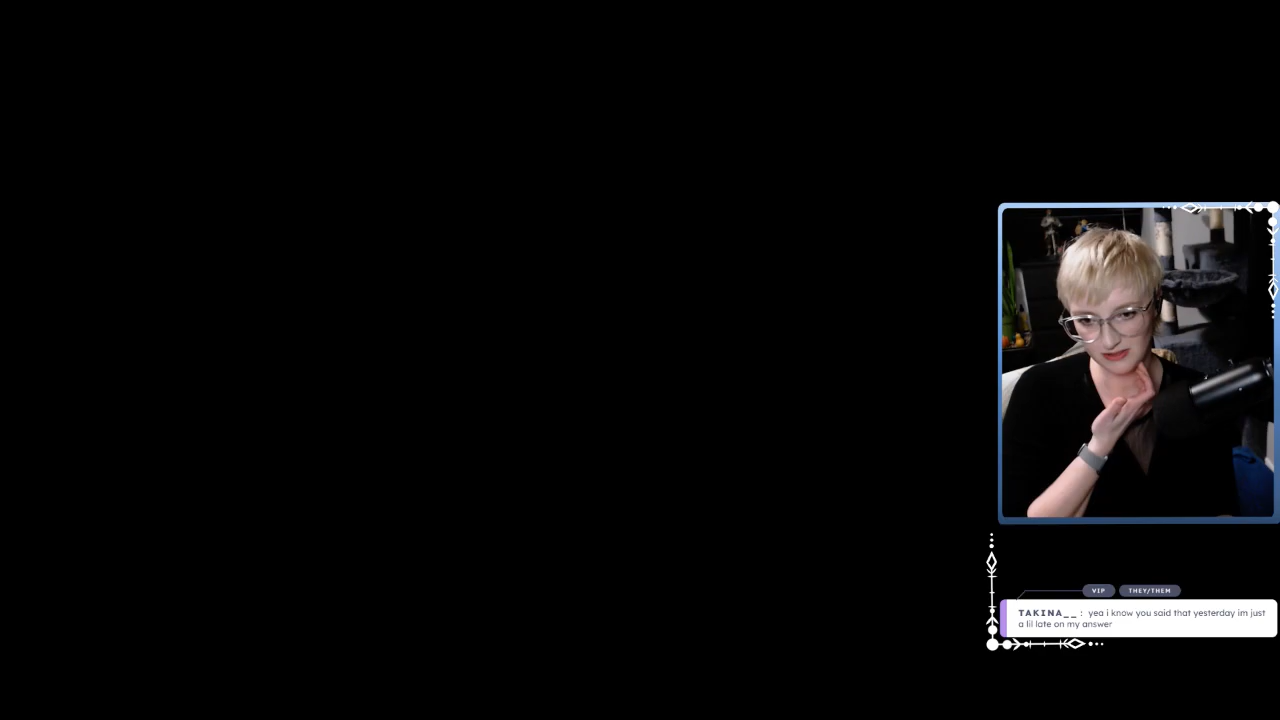 VIP THEY/THEM
TAKINA__ : yea i know you said that yesterday im just
a lil late on my answer